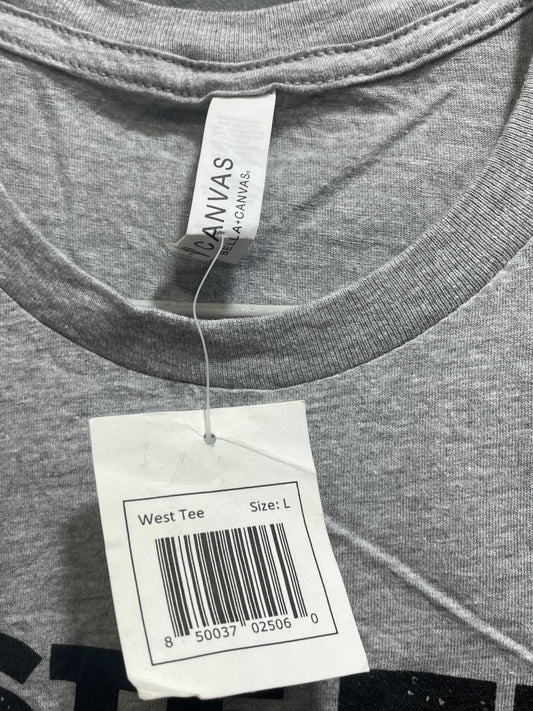 CANVAS
BELLA+CANVAS®
West Tee Size: L
8 50037 02506 0